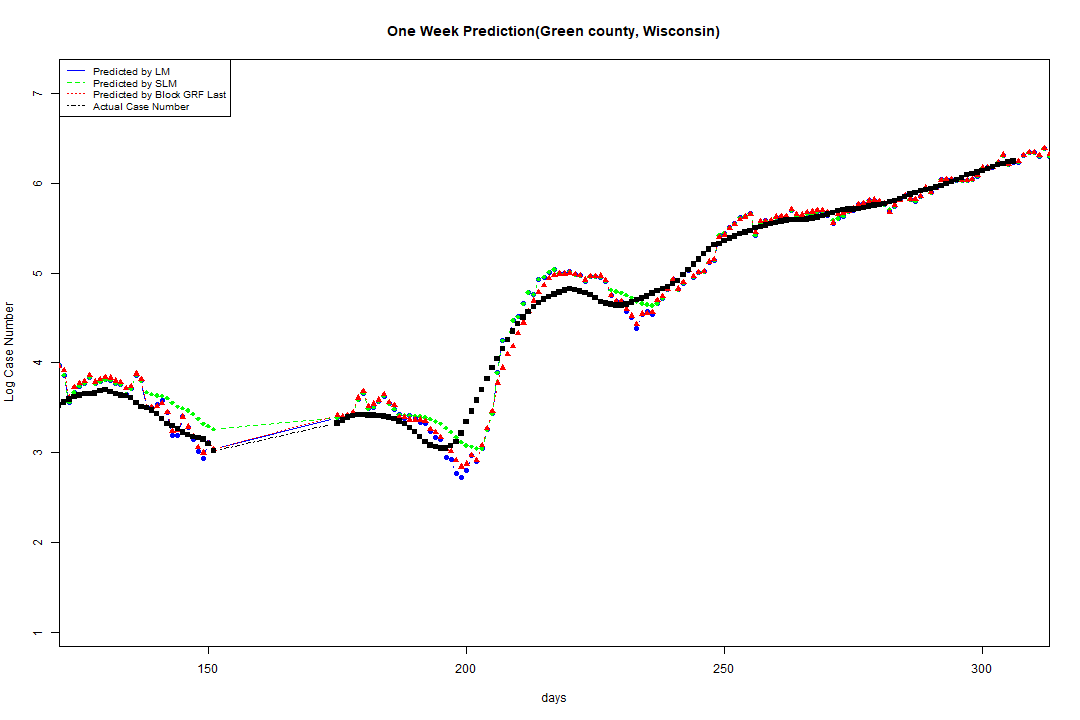 One Week Prediction(Green county, Wisconsin)
Predicted by LM
Predicted by SLM
Predicted by Block GRF Last
Actual Case Number
7
6
5
4
3
2
1
Log Case Number
150 200 250 300
days